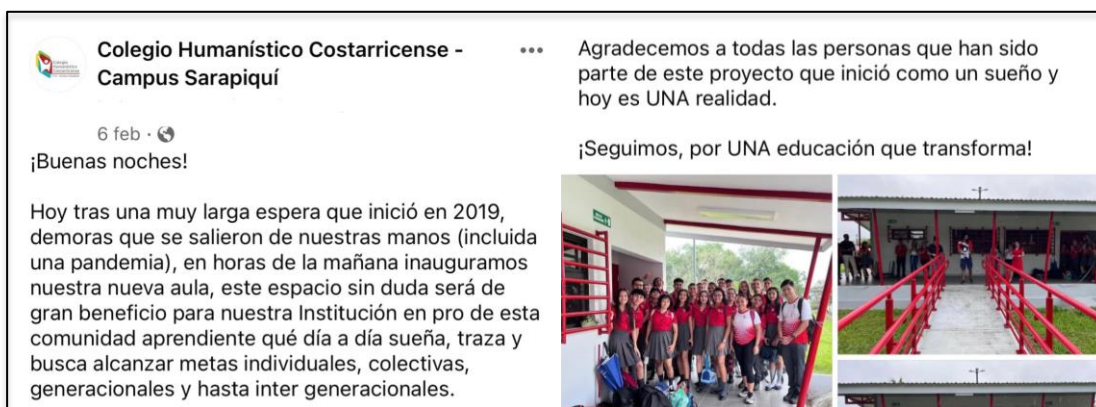 Colegio Humanístico Costarricense -
Campus Sarapiquí
6 feb ·
¡Buenas noches!
Hoy tras una muy larga espera que inició en 2019,
demoras que se salieron de nuestras manos (incluida
una pandemia), en horas de la mañana inauguramos
nuestra nueva aula, este espacio sin duda será de
gran beneficio para nuestra Institución en pro de esta
comunidad aprendiente qué día a día sueña, traza y
busca alcanzar metas individuales, colectivas,
generacionales y hasta inter generacionales.
Agradecemos a todas las personas que han sido
parte de este proyecto que inició como un sueño y
hoy es UNA realidad.
¡Seguimos, por UNA educación que transforma!